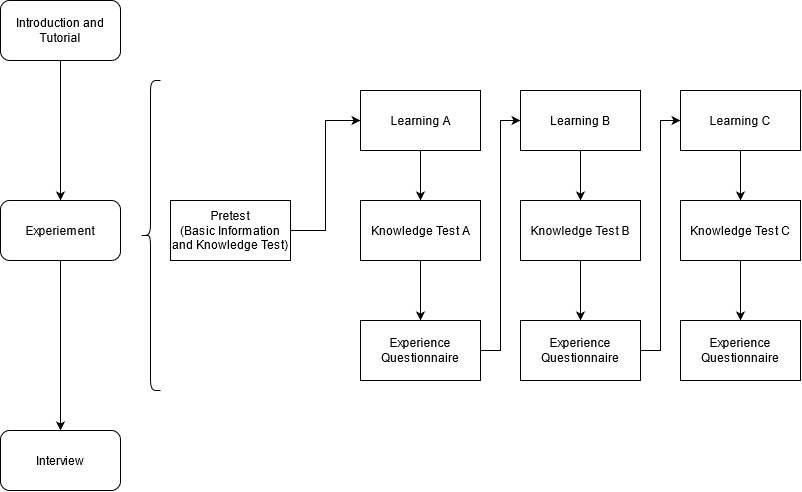 Introduction and
Tutorial
Experiement
Interview
Pretest
(Basic Information
and Knowledge Test)
Learning A
Knowledge Test A
Experience
Questionnaire
Learning B
Knowledge Test B
Experience
Questionnaire
Learning C
Knowledge Test C
Experience
Questionnaire